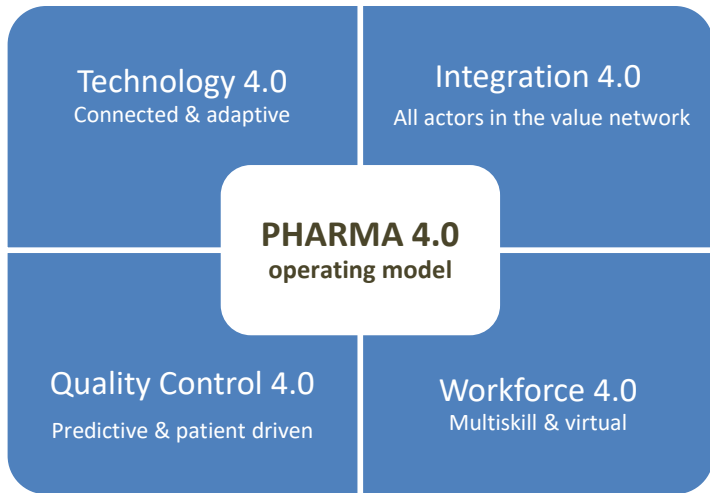 Technology 4.0
Connected & adaptive
Integration 4.0
All actors in the value network
PHARMA 4.0
operating model
Quality Control 4.0
Predictive & patient driven
Workforce 4.0
Multiskill & virtual